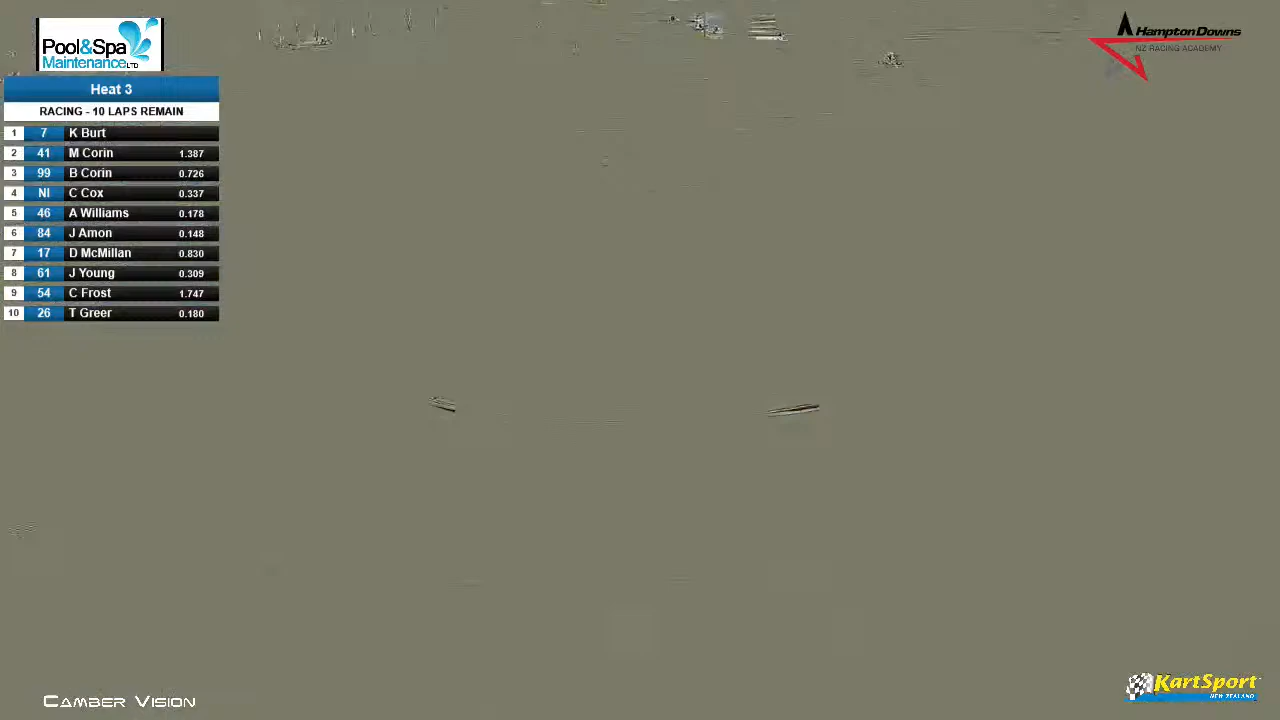 Pool&Spa
Maintenance LTD
Hampton Downs
NZ RACING ACADEMY
Heat 3
RACING - 10 LAPS REMAIN
1 7 K Burt
2 41 M Corin 1.387
3 99 B Corin 0.726
4 NI C Cox 0.337
5 46 A Williams 0.178
6 84 J Amon 0.148
7 17 D McMillan 0.830
8 61 J Young 0.309
9 54 C Frost 1.747
10 26 T Greer 0.180
CAMBER VISION
KartSport
NEW ZEALAND